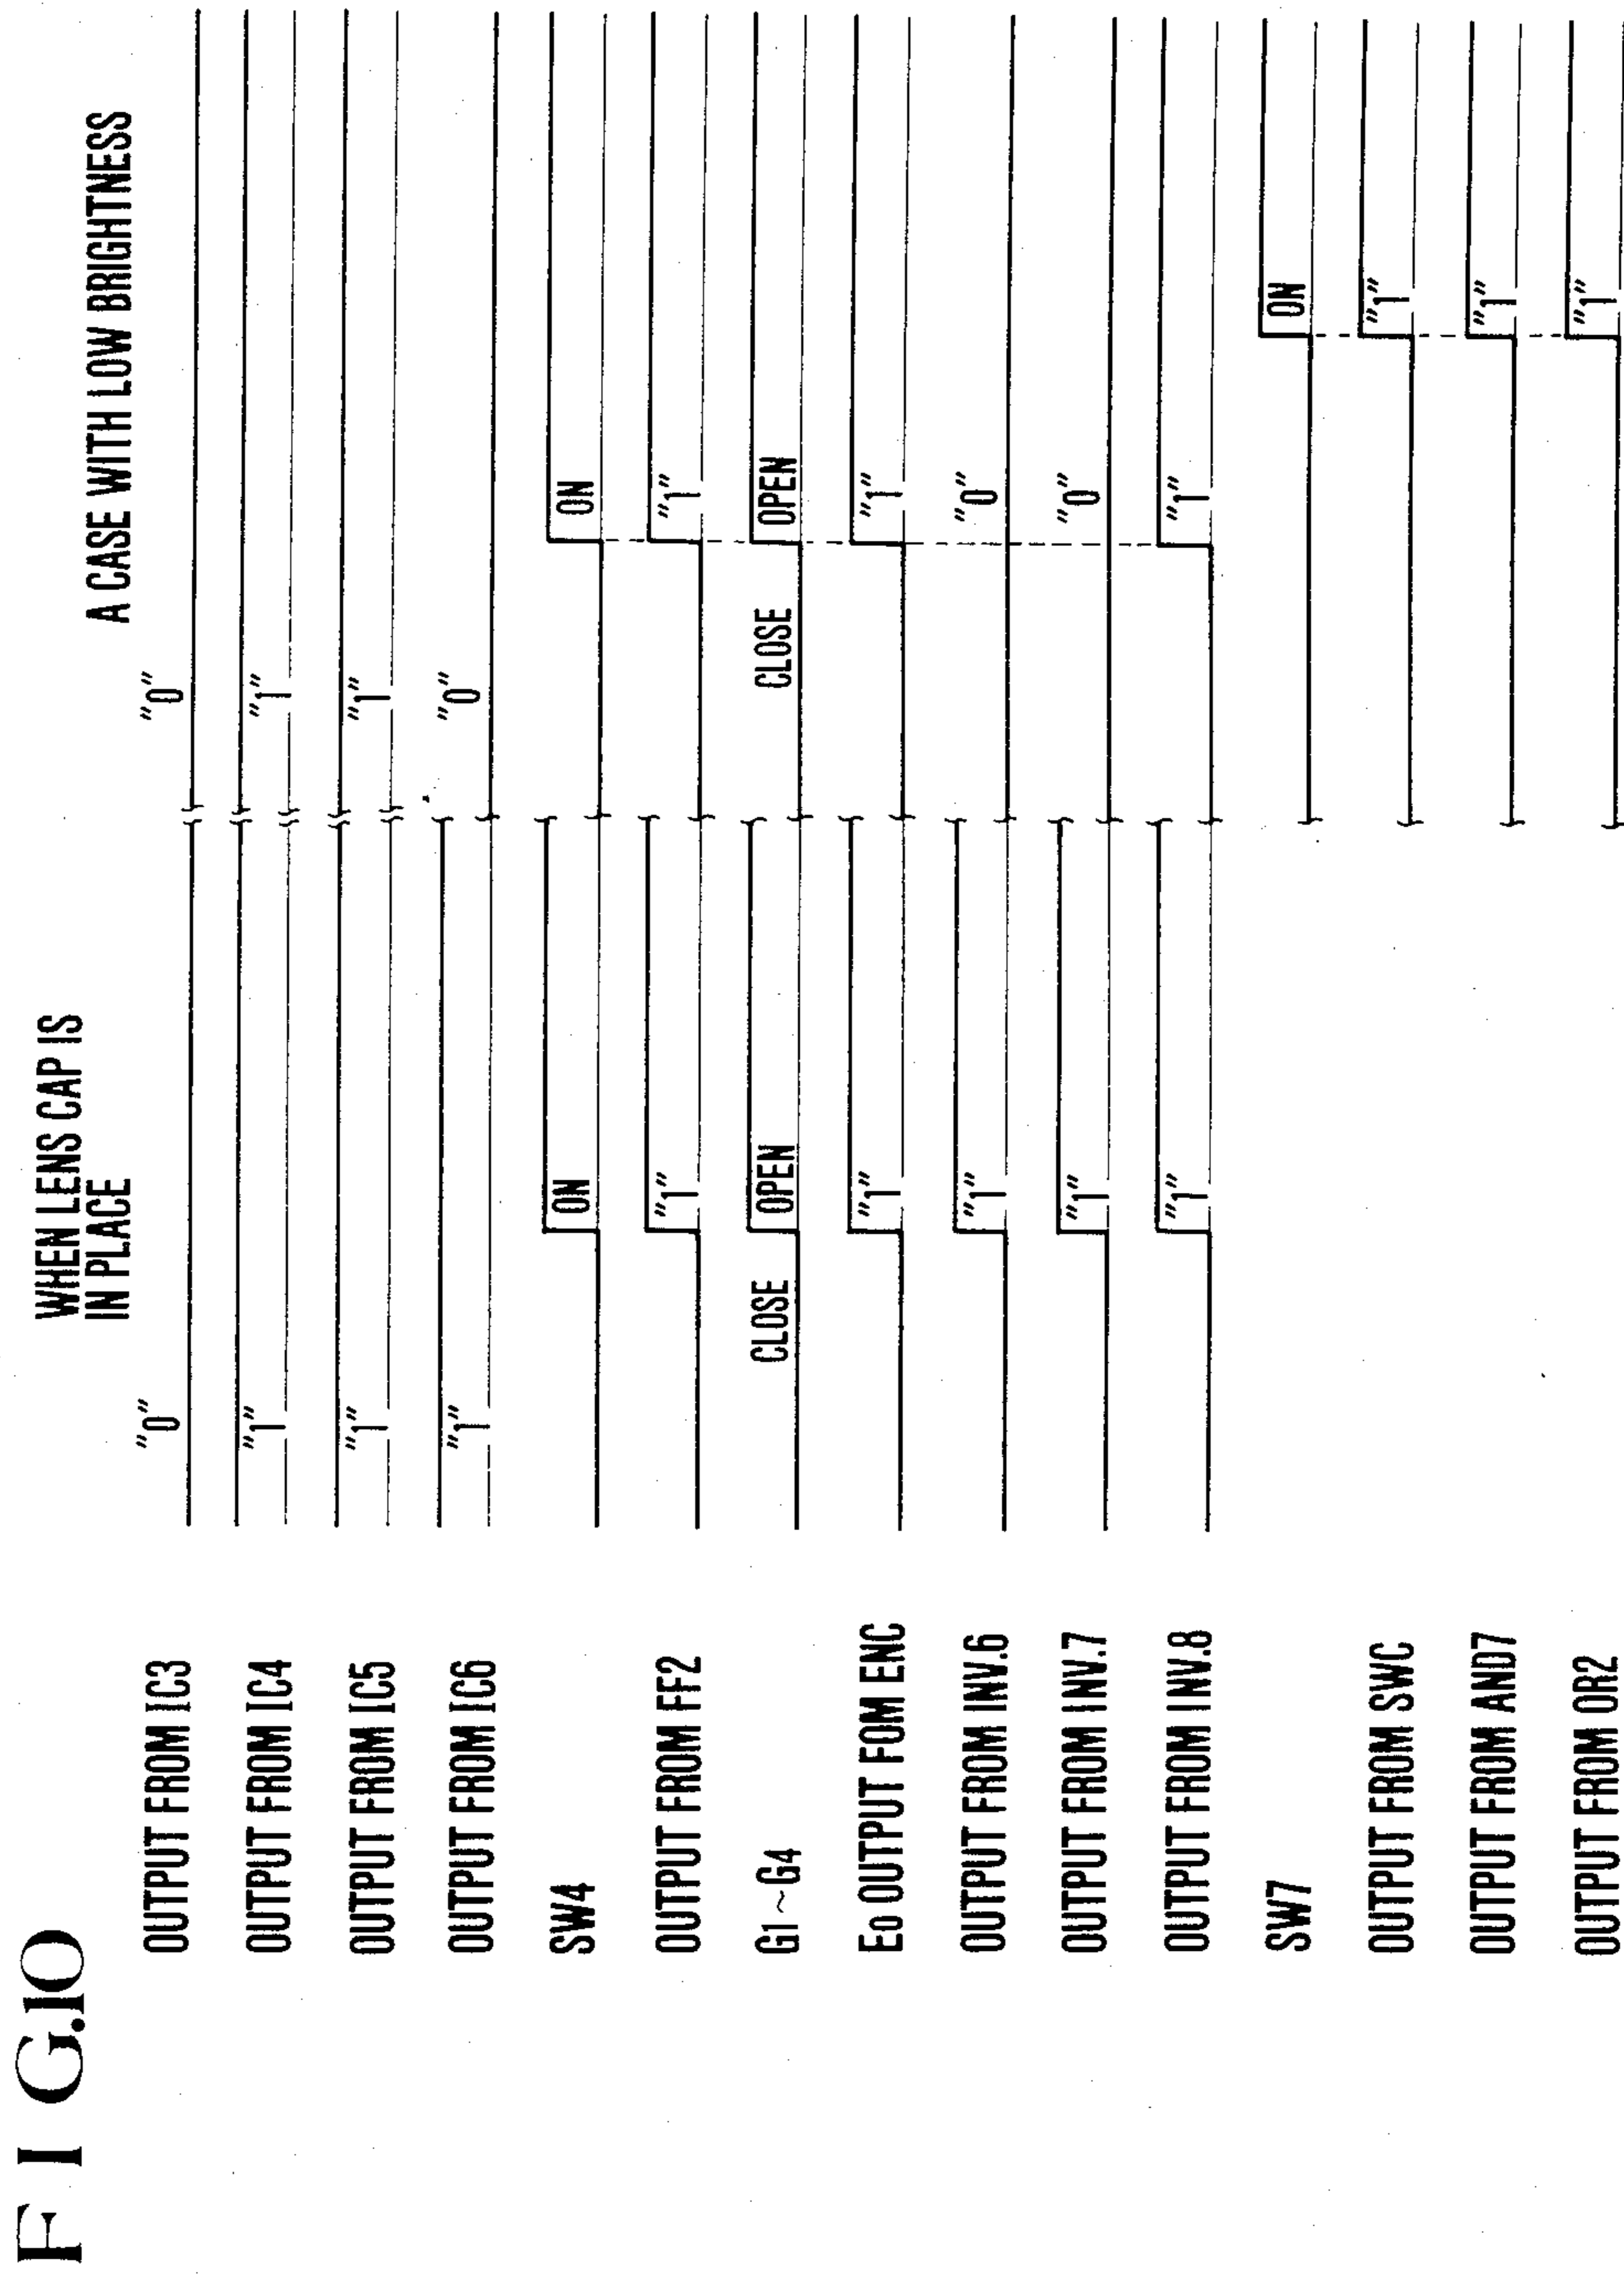 FIG.10
WHEN LENS CAP IS
IN PLACE
A CASE WITH LOW BRIGHTNESS
OUTPUT FROM IC3 "0" "0"
OUTPUT FROM IC4 "1" "1"
OUTPUT FROM IC5 "1" "1"
OUTPUT FROM IC6 "1" "0"
SW4 ON ON
OUTPUT FROM FF2 "1" "1"
G1~G4 CLOSE OPEN CLOSE OPEN
E0 OUTPUT FOM ENC "1" "1"
OUTPUT FROM INV.6 "1" "0"
OUTPUT FROM INV.7 "1" "0"
OUTPUT FROM INV.8 "1" "1"
SW7 ON
OUTPUT FROM SWC "1"
OUTPUT FROM AND7 "1"
OUTPUT FROM OR2 "1"